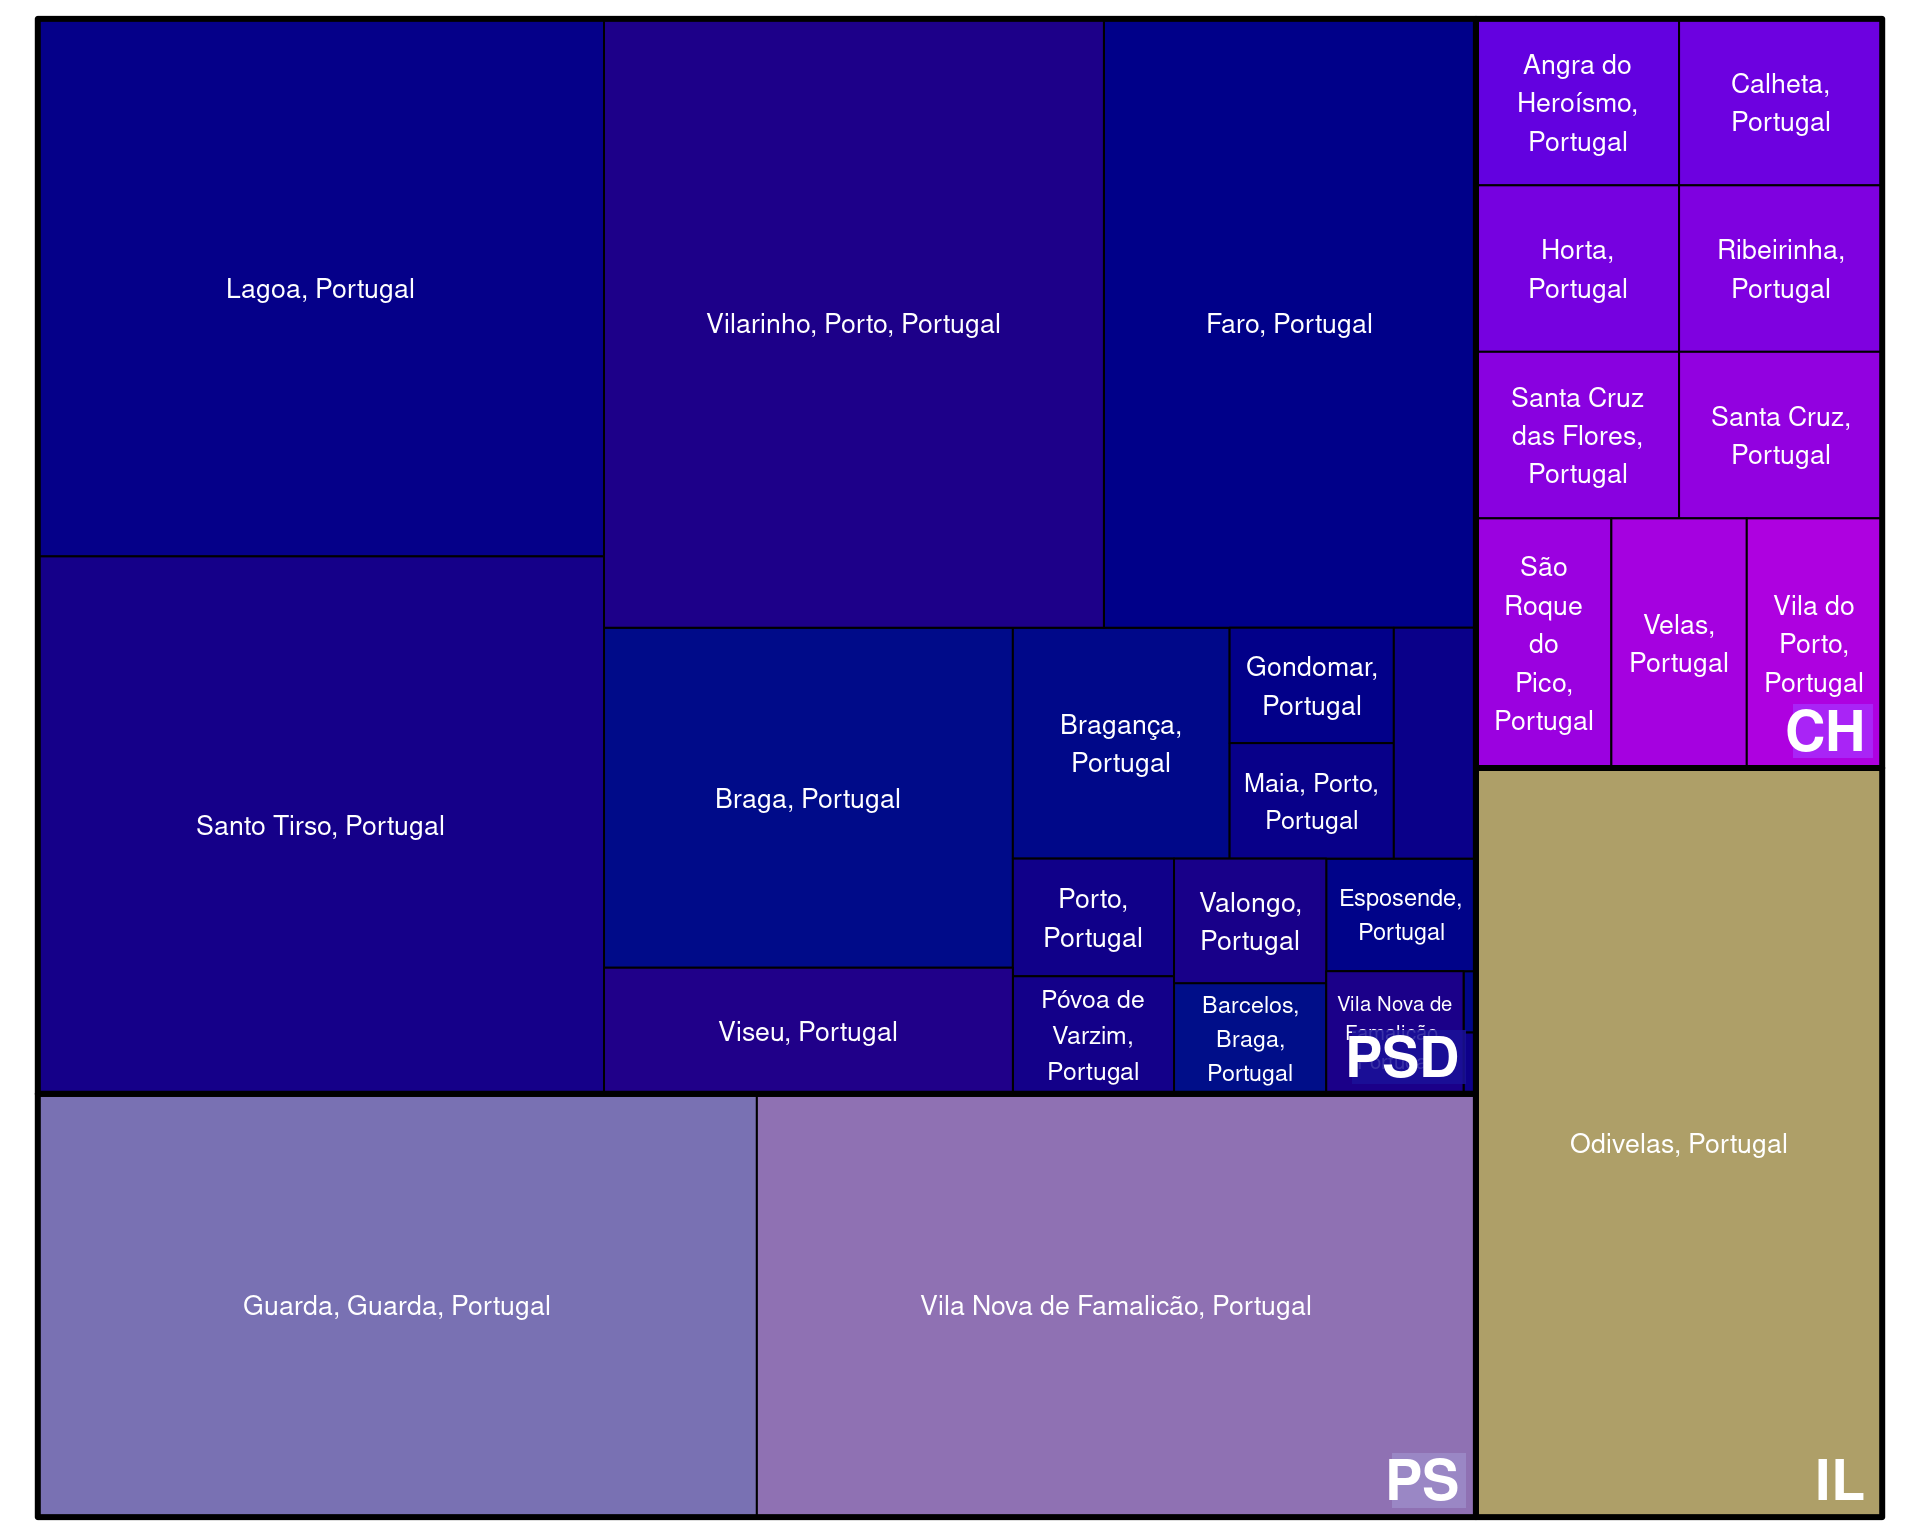 Lagoa, Portugal
Vilarinho, Porto, Portugal
Faro, Portugal
Santo Tirso, Portugal
Braga, Portugal
Bragança,
Portugal
Gondomar,
Portugal
Maia, Porto,
Portugal
Porto,
Portugal
Valongo,
Portugal
Esposende,
Portugal
Viseu, Portugal
Póvoa de
Varzim,
Portugal
Barcelos,
Braga,
Portugal
Vila Nova de
PSD
Angra do
Heroísmo,
Portugal
Calheta,
Portugal
Horta,
Portugal
Ribeirinha,
Portugal
Santa Cruz
das Flores,
Portugal
Santa Cruz,
Portugal
São
Roque
do
Pico,
Portugal
Velas,
Portugal
Vila do
Porto,
Portugal
CH
Guarda, Guarda, Portugal
Vila Nova de Famalicão, Portugal
PS
Odivelas, Portugal
IL